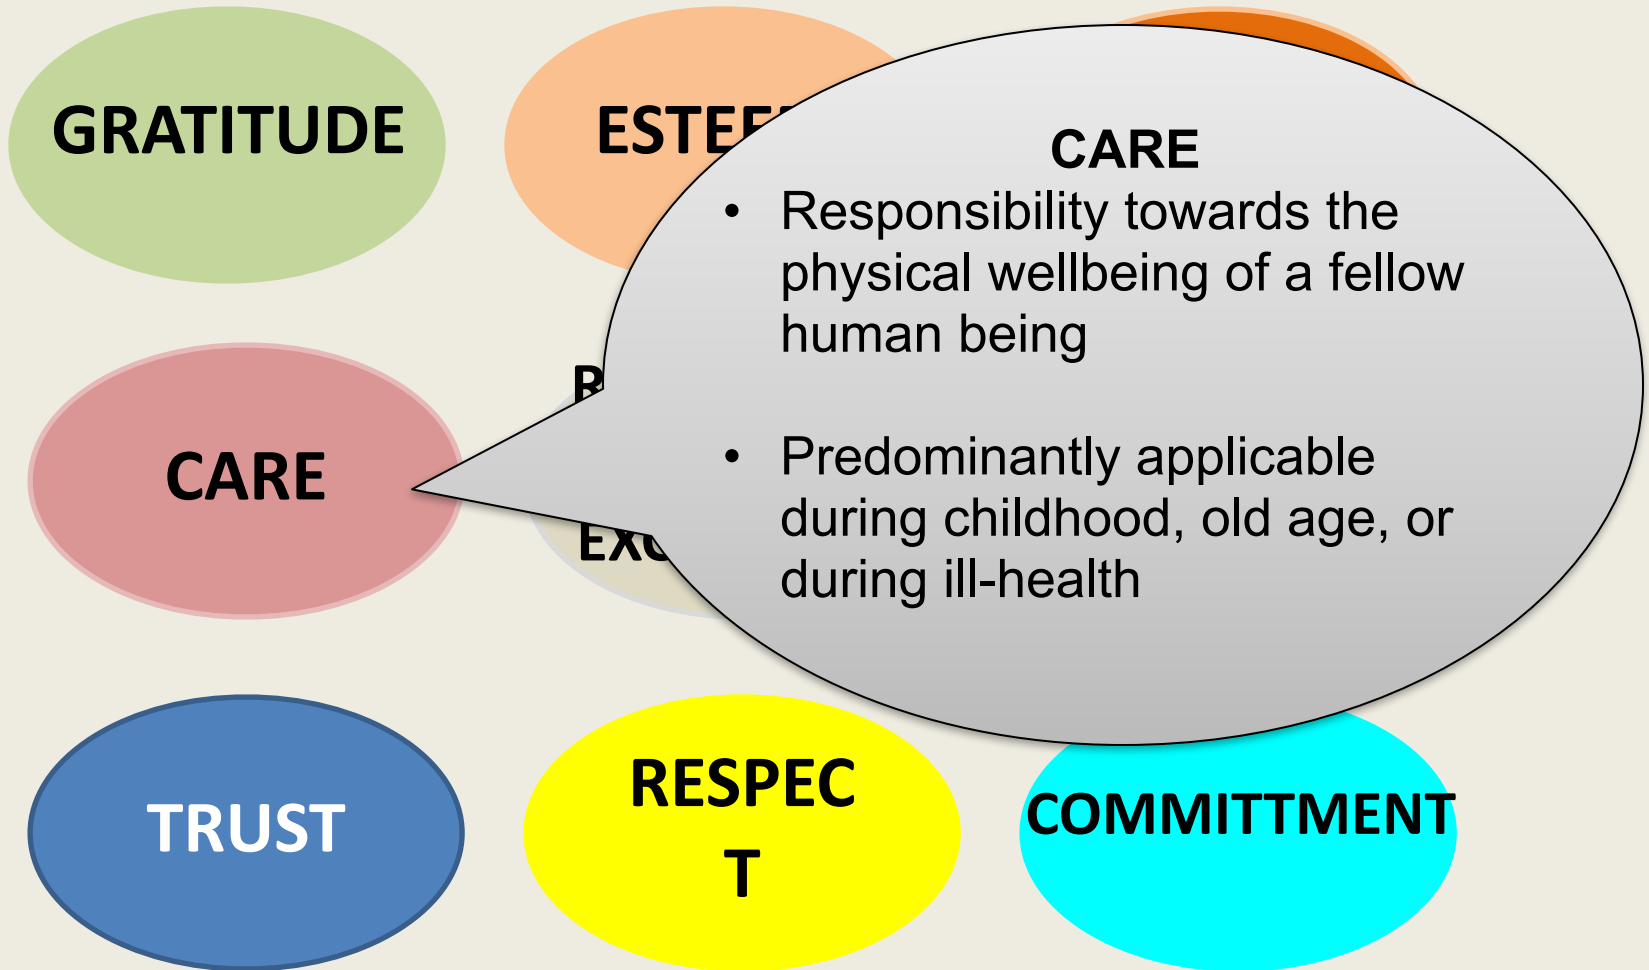 GRATITUDE
CARE
• Responsibility towards the
physical wellbeing of a fellow
human being
• Predominantly applicable
during childhood, old age, or
during ill-health
CARE
TRUST
RESPEC
T
COMMITTMENT